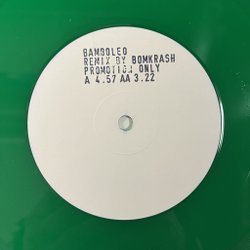 BAMBOLEO
REMIX BY BOMKRASH
PROMOTION ONLY
A 4.57 AA 3.22